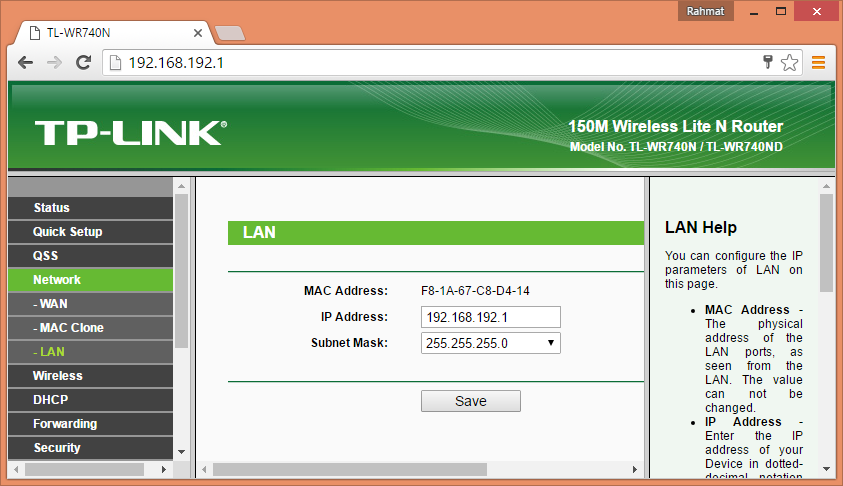 Rahmat
TL-WR740N
192.168.192.1
TP-LINK®
150M Wireless Lite N Router
Model No. TL-WR740N / TL-WR740ND
Status
Quick Setup
QSS
Network
- WAN
- MAC Clone
- LAN
Wireless
DHCP
Forwarding
Security
LAN
MAC Address: F8-1A-67-C8-D4-14
IP Address: 192.168.192.1
Subnet Mask: 255.255.255.0
Save
LAN Help
You can configure the IP
parameters of LAN on
this page.
• MAC Address -
The physical
address of the
LAN ports, as
seen from the
LAN. The value
can not be
changed.
• IP Address -
Enter the IP
address of your
Device in dotted-
decimal notation